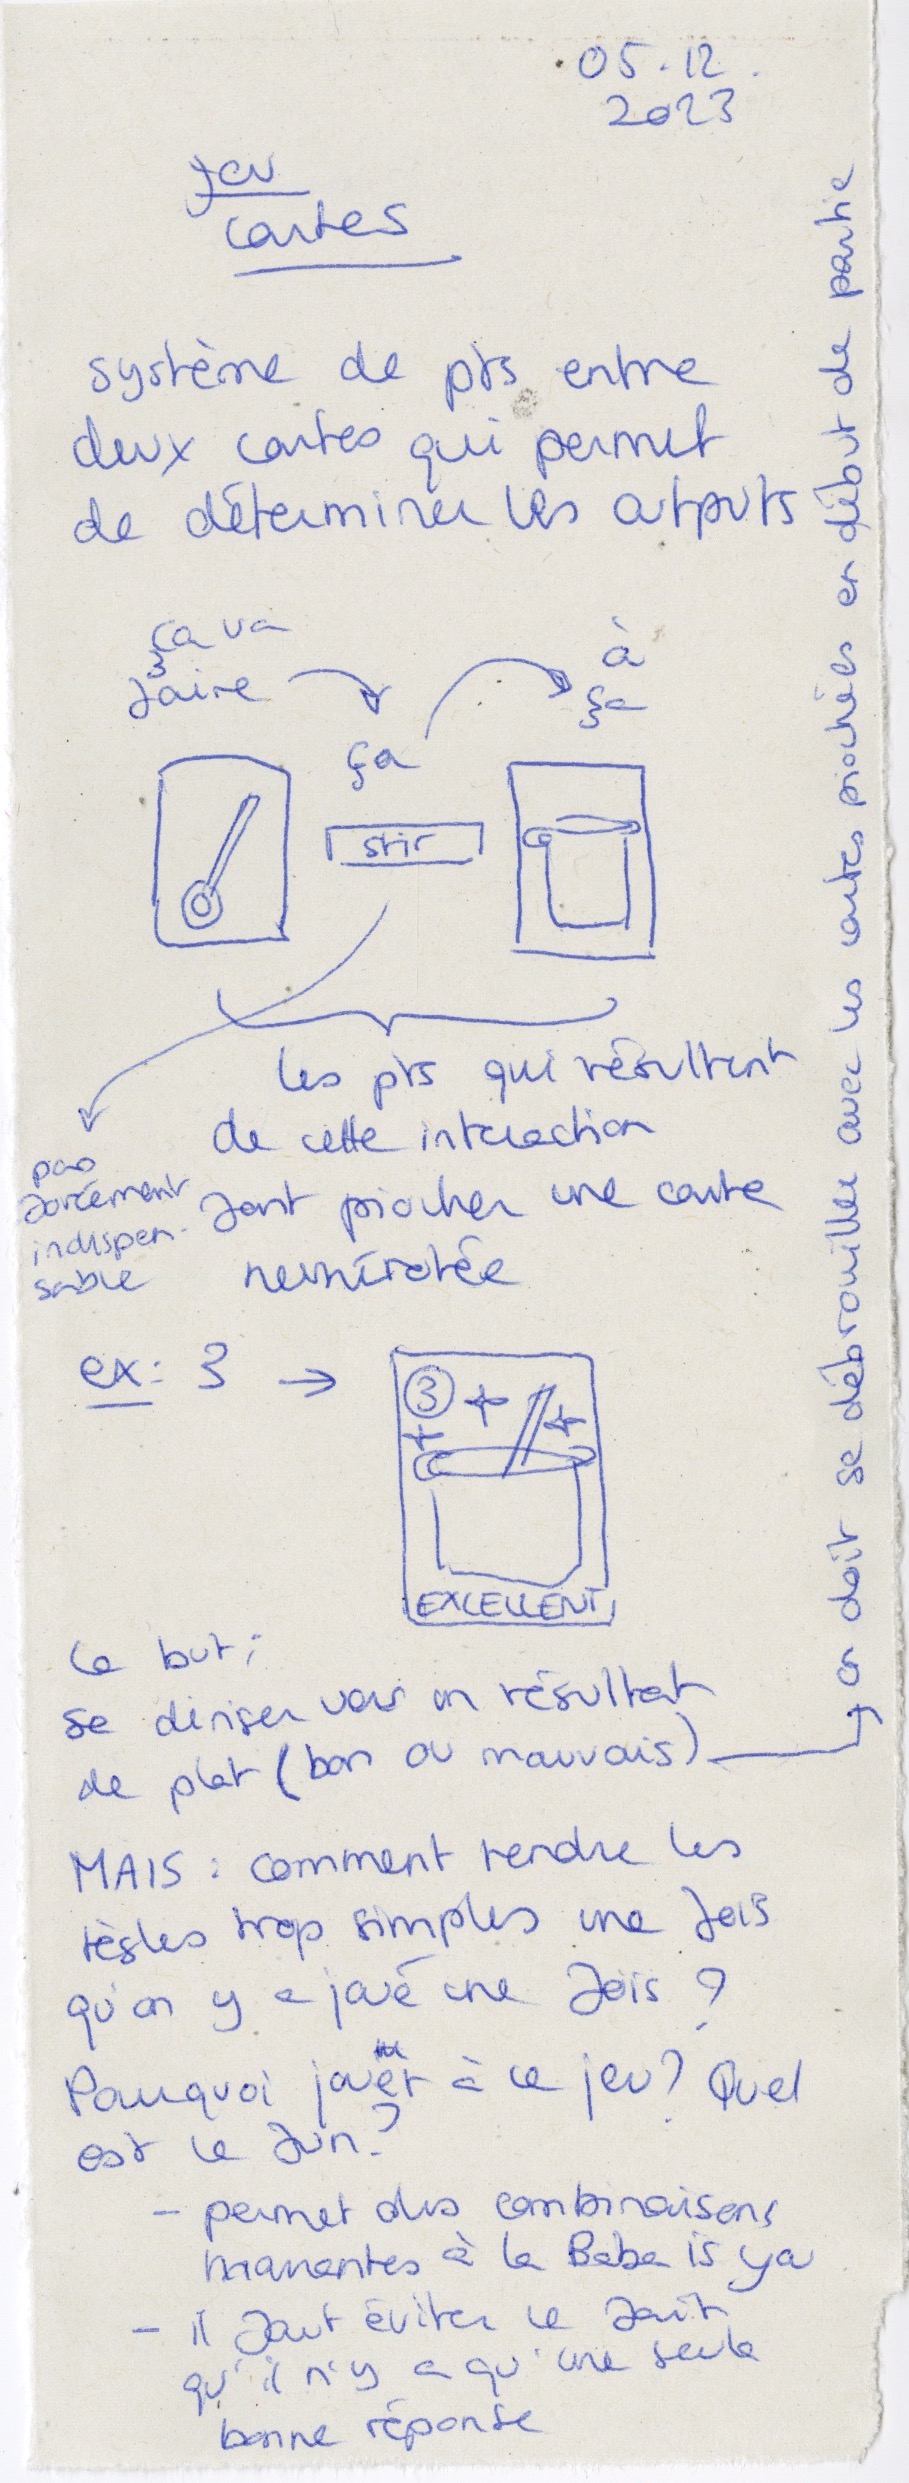 05.12.
2023
Jeu
cartes
système de pts entre
deux cartes qui permet
de déterminer les outputs
ça va
faire
ça
à
ça
stir
les pts qui résultent
de cette interaction
font piocher une carte
numérotée
pas
forcément
indispen-
sable
ex: 3 →
3
EXCELLENT
Le but :
se diriser vers un résultat
de plat (bon ou mauvais)
on doit se débrouiller avec les cartes piochées en début de partie
MAIS : comment rendre les
règles trop simples une fois
qu'on y a joué une fois ?
Pourquoi jouer à ce jeu? Quel
est le fun?
- permet des combinaisons
marrantes à la Baba is you
- il faut éviter le fait
qu'il n'y a qu'une seule
bonne réponse